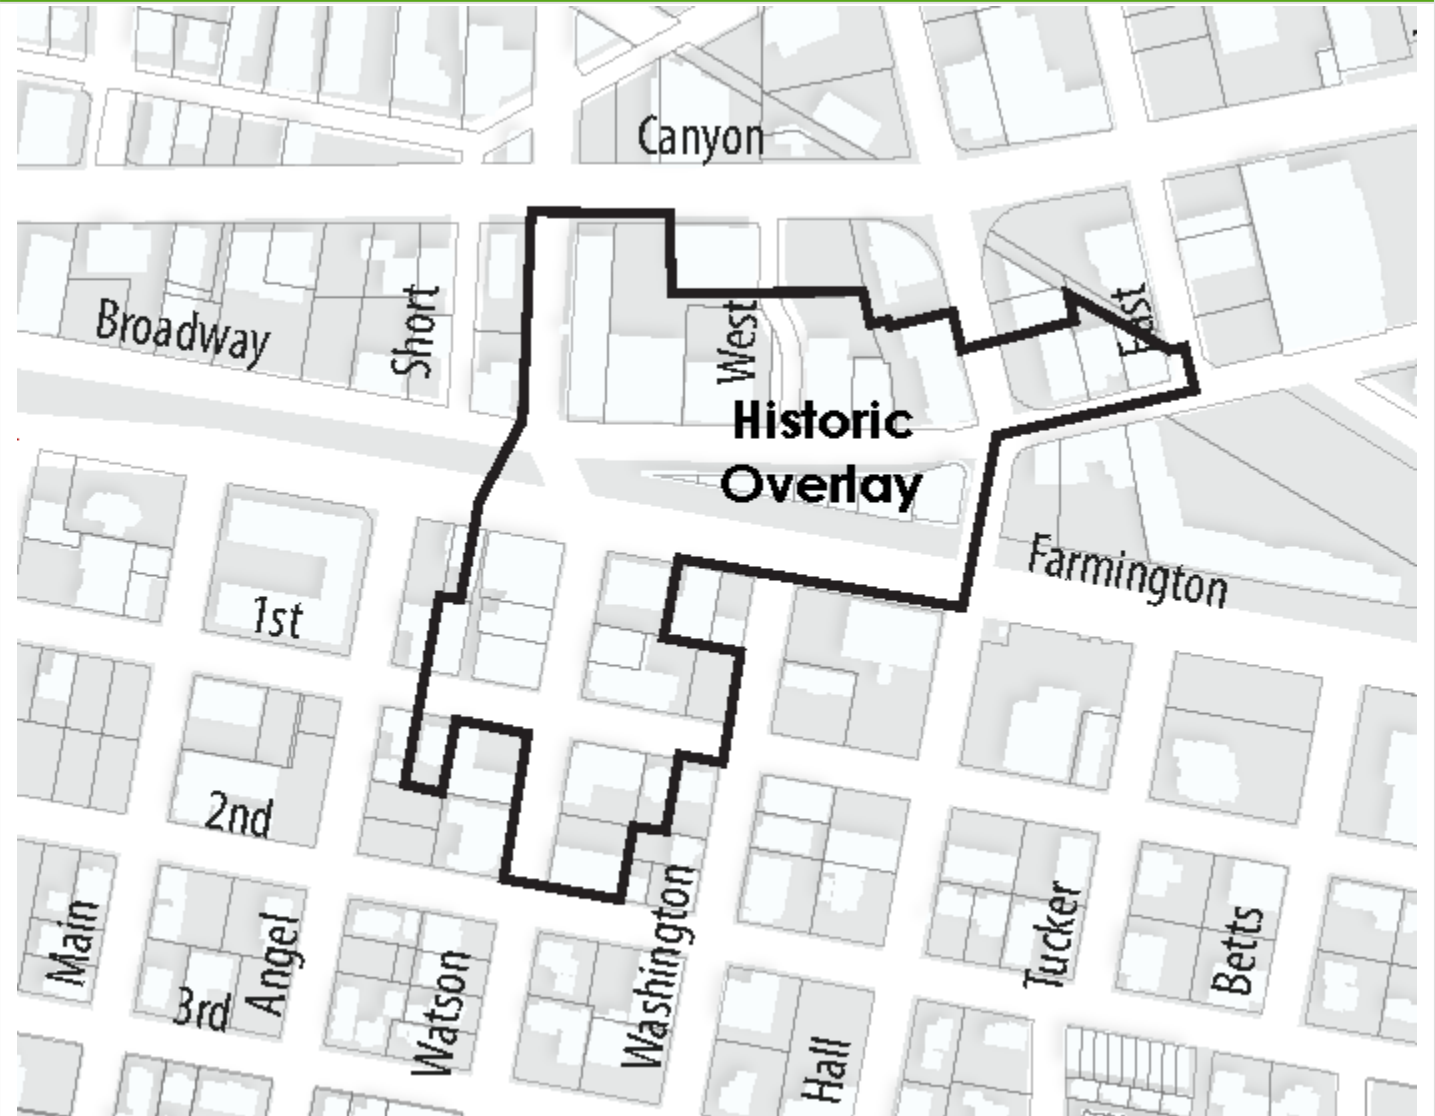 Canyon
Broadway
Short
West
East
Historic
Overlay
Farmington
1st
2nd
Main
Angel
3rd
Watson
Washington
Hall
Tucker
Betts